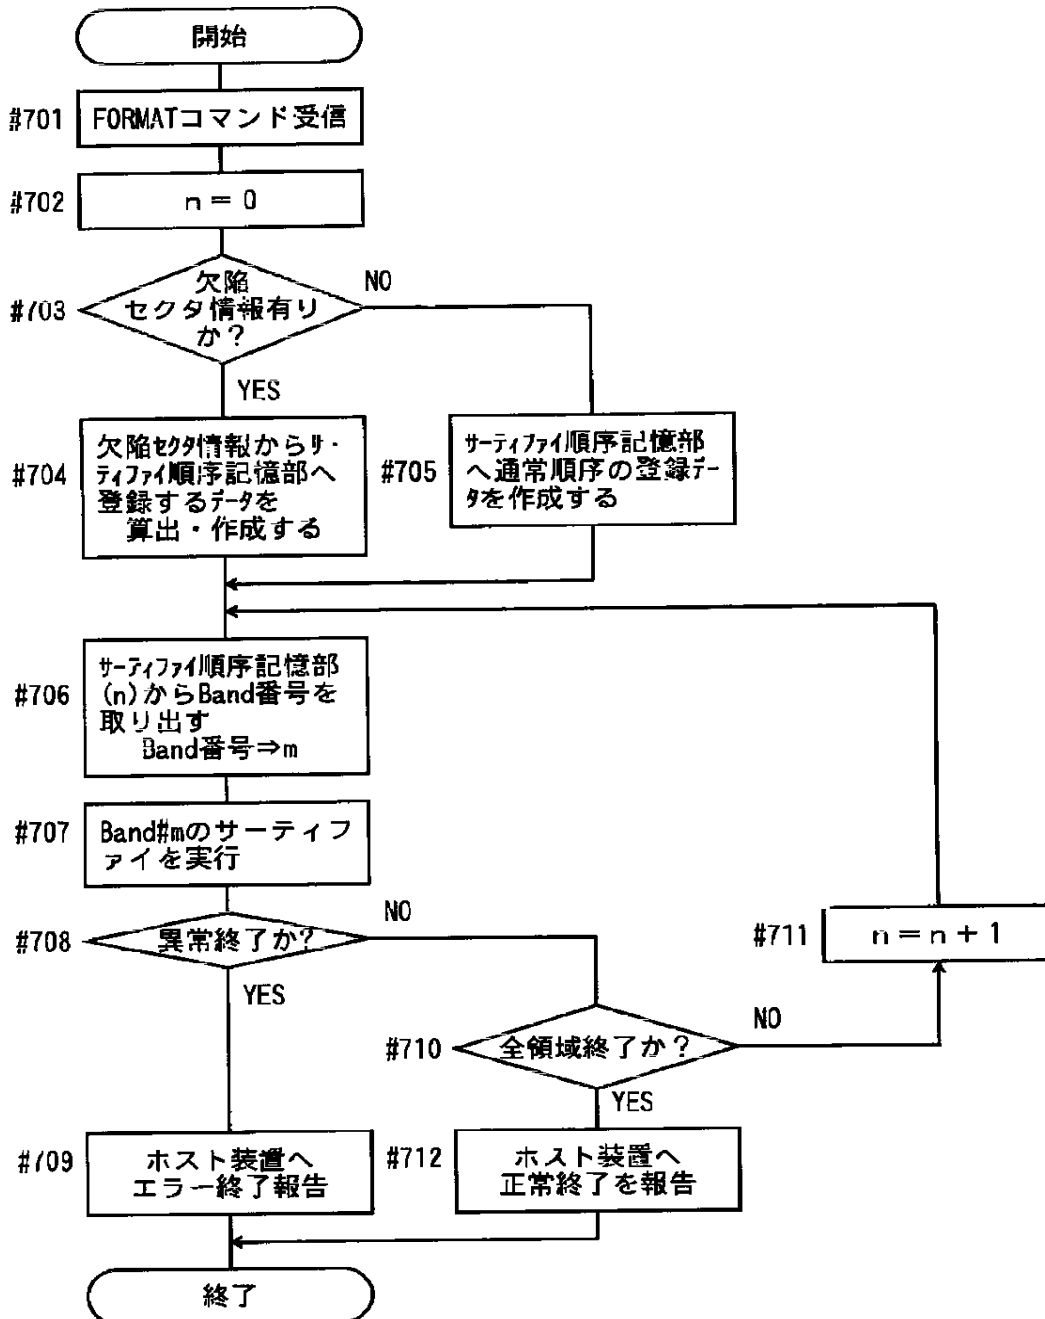 開始
#701
FORMATコマンド受信
#702
n = 0
#703
欠陥
セクタ情報有り
か？
NO
YES
#704
欠陥セクタ情報からサー
ティファイ順序記憶部へ
登録するデータを
算出・作成する
#705
サーティファイ順序記憶部
へ通常順序の登録デー
タを作成する
#706
サーティファイ順序記憶部
(n)からBand番号を
取り出す
Band番号⇒m
#707
Band#mのサーティフ
ァイを実行
#708
異常終了か?
NO
YES
#711
n = n + 1
#710
全領域終了か？
NO
YES
#709
ホスト装置へ
エラー終了報告
#712
ホスト装置へ
正常終了を報告
終了